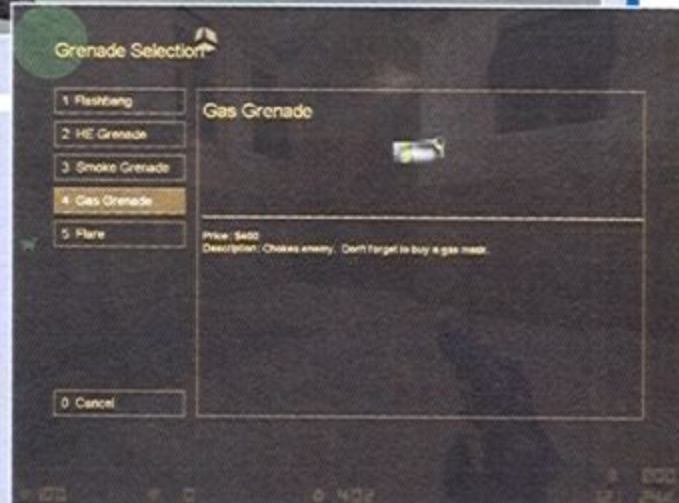 Grenade Selection
1 Flashbang
2 HE Grenade
3 Smoke Grenade
4 Gas Grenade
5 Flare
0 Cancel
Gas Grenade
Price: $400
Description: Chokes enemy. Don't forget to buy a gas mask.